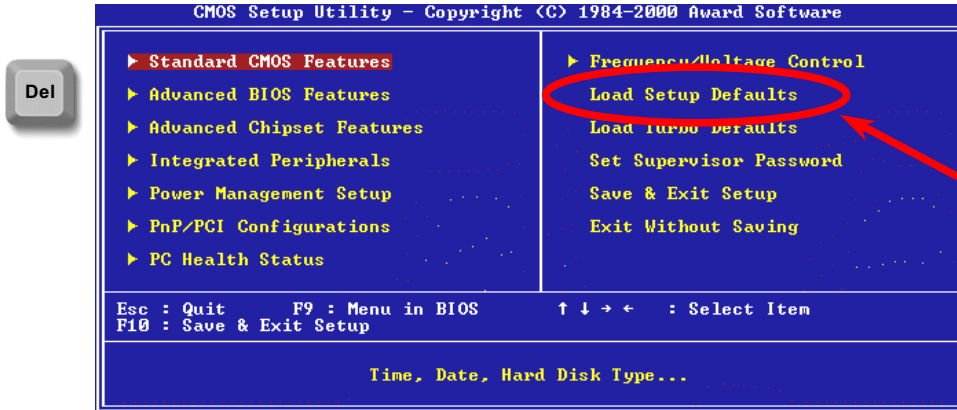 CMOS Setup Utility – Copyright (C) 1984–2000 Award Software
Del
Standard CMOS Features
Advanced BIOS Features
Advanced Chipset Features
Integrated Peripherals
Power Management Setup
PnP/PCI Configurations
PC Health Status
Frequency/Voltage Control
Load Setup Defaults
Load Turbo Defaults
Set Supervisor Password
Save & Exit Setup
Exit Without Saving
Esc : Quit F9 : Menu in BIOS ↑ ↓ → ← : Select Item
F10 : Save & Exit Setup
Time, Date, Hard Disk Type...